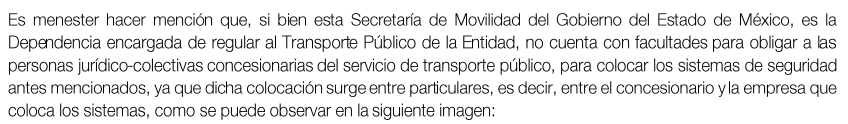 Es menester hacer mención que, si bien esta Secretaría de Movilidad del Gobierno del Estado de México, es la
Dependencia encargada de regular al Transporte Público de la Entidad, no cuenta con facultades para obligar a las
personas jurídico-colectivas concesionarias del servicio de transporte público, para colocar los sistemas de seguridad
antes mencionados, ya que dicha colocación surge entre particulares, es decir, entre el concesionario y la empresa que
coloca los sistemas, como se puede observar en la siguiente imagen: